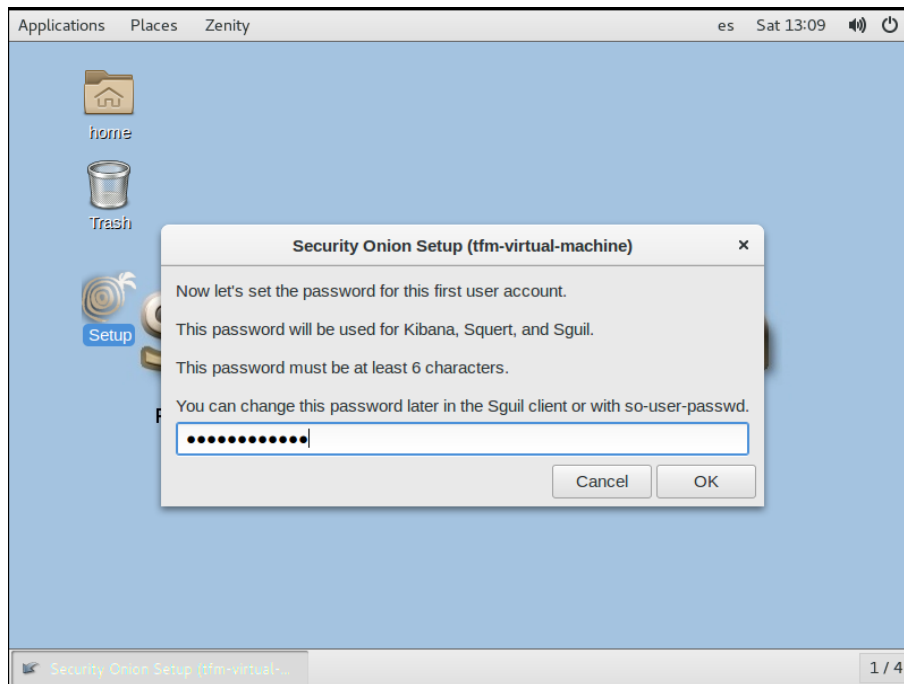 Applications Places Zenity es Sat 13:09
home
Trash
Setup
Security Onion Setup (tfm-virtual-machine)
Now let's set the password for this first user account.
This password will be used for Kibana, Squert, and Sguil.
This password must be at least 6 characters.
You can change this password later in the Sguil client or with so-user-passwd.
••••••••••••
Cancel OK
Security Onion Setup (tfm-virtual-...
1 / 4